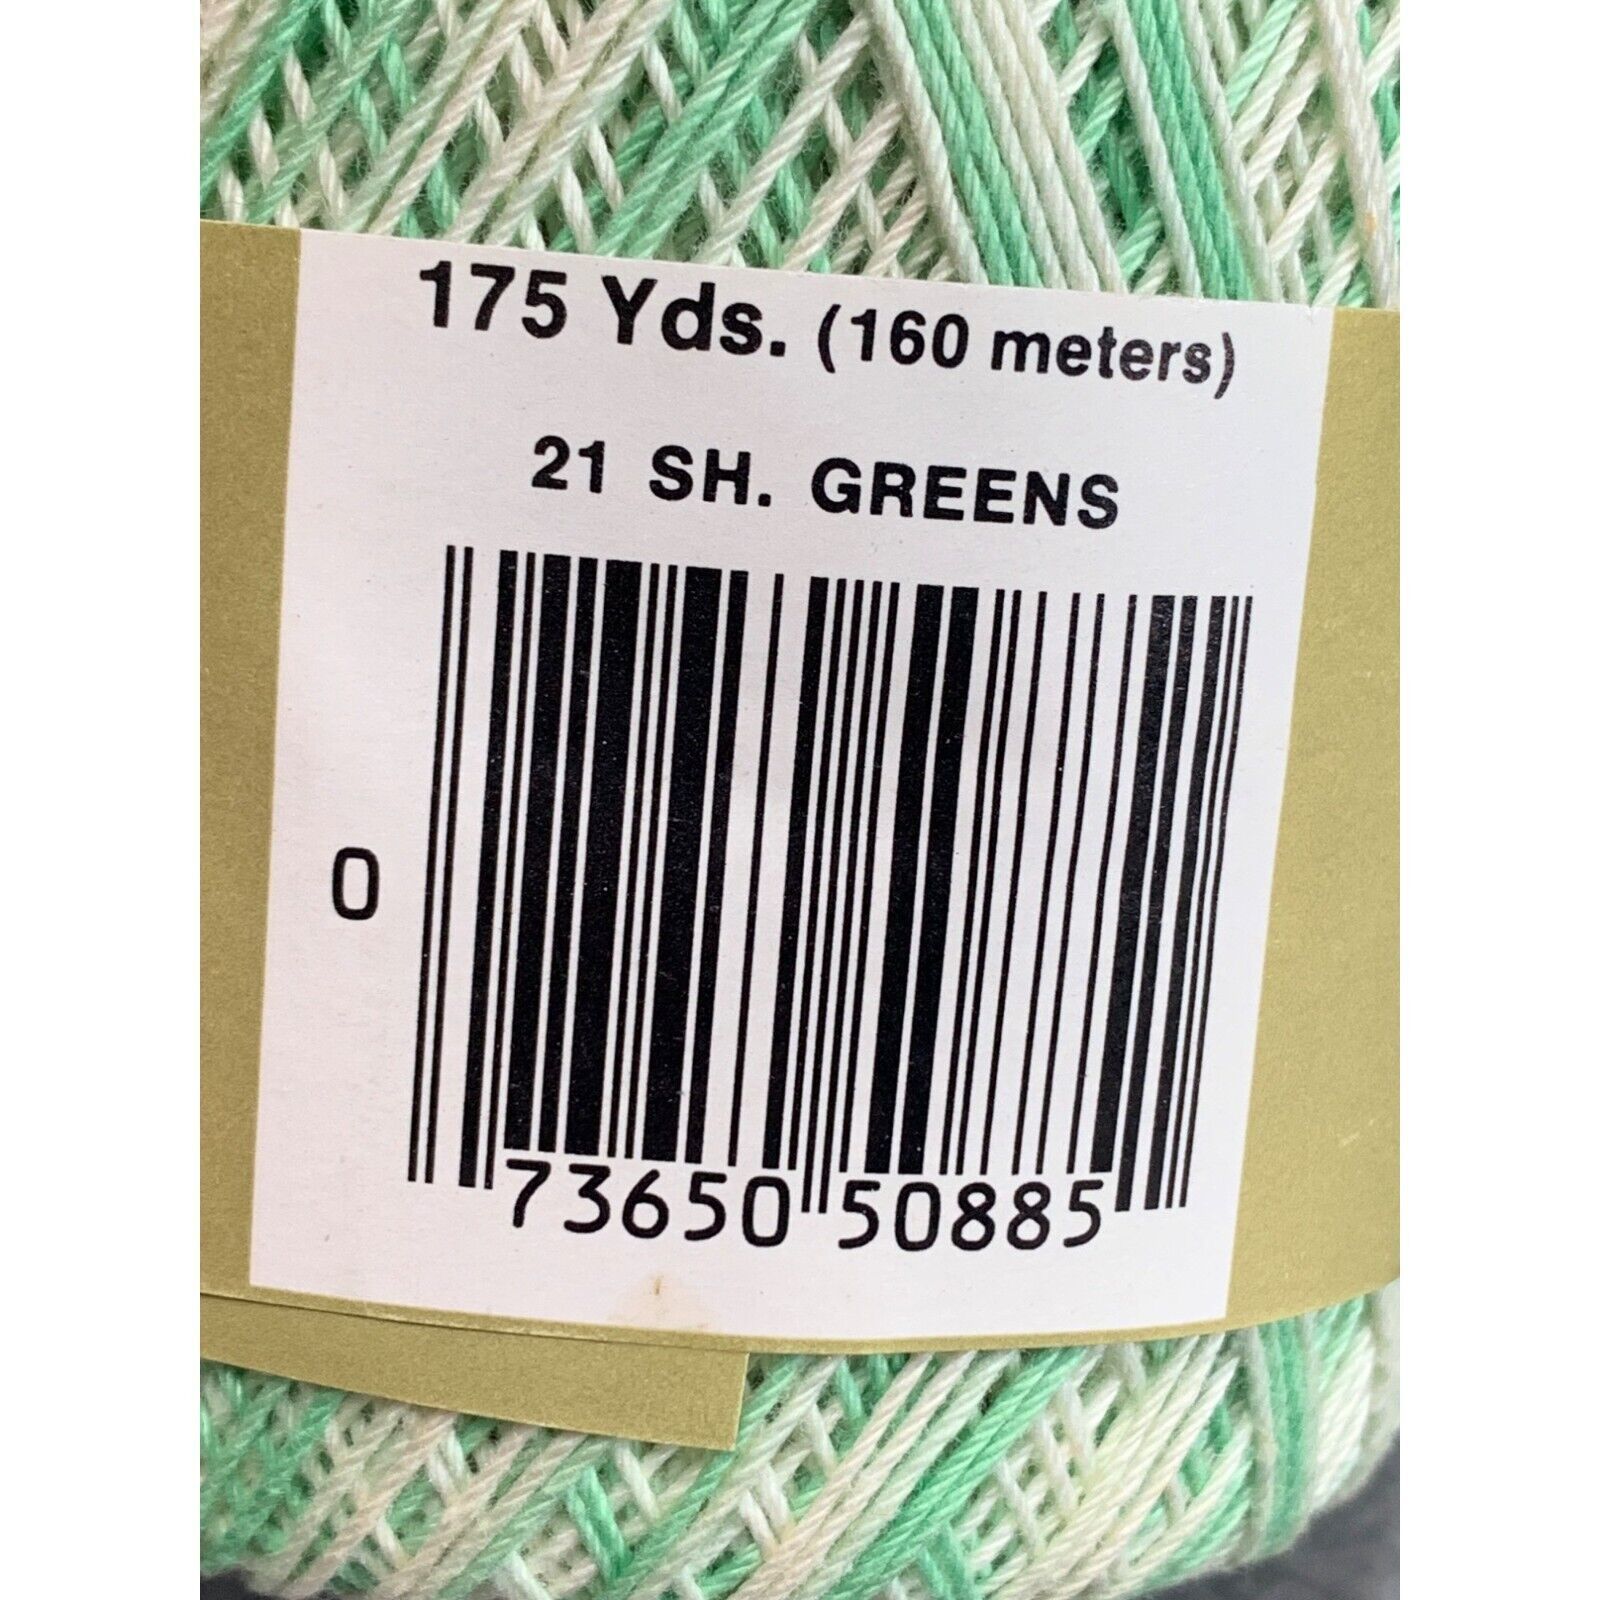 175 Yds. (160 meters)
21 SH. GREENS
0 73650 50885